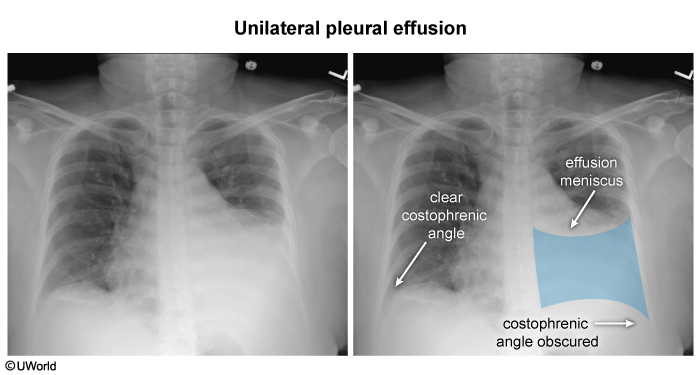 Unilateral pleural effusion
clear
costophrenic
angle
effusion
meniscus
costophrenic
angle obscured
© UWorld